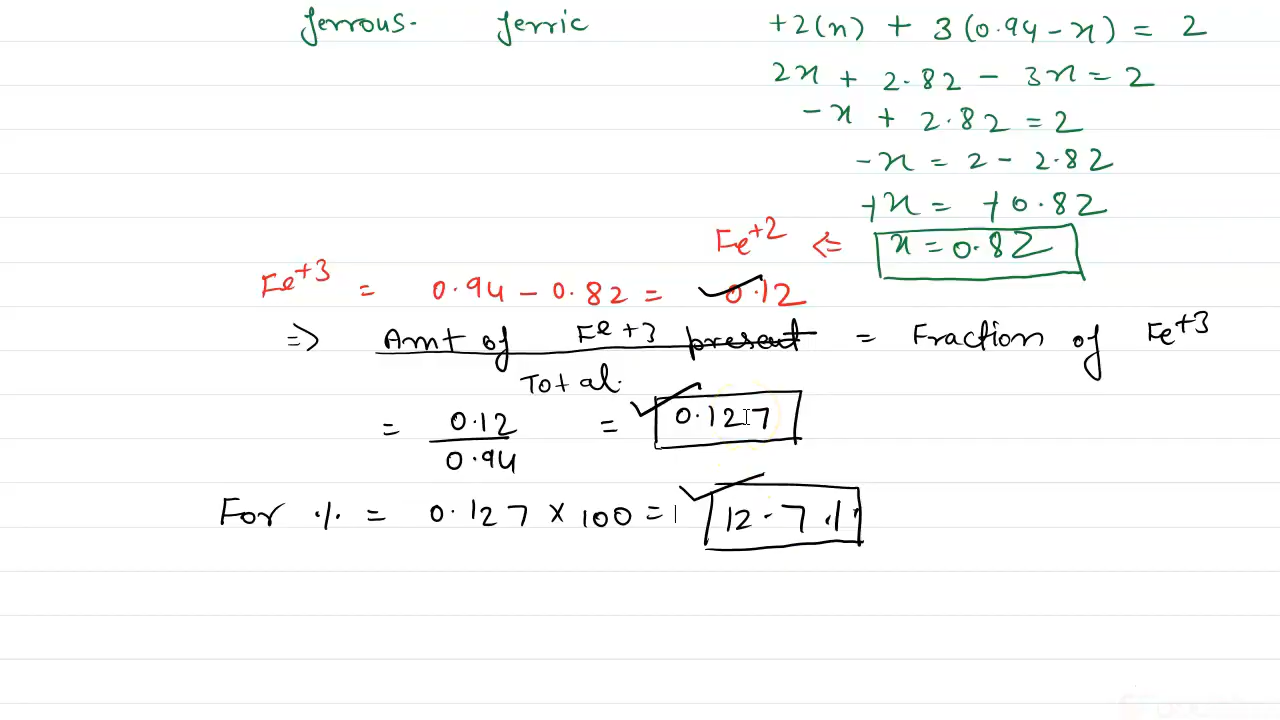 ferrous. ferric +2(x) + 3(0.94-x) = 2
2x + 2.82 - 3x = 2
-x + 2.82 = 2
-x = 2 - 2.82
+x = +0.82
Fe+2 ⇐ x = 0.82
Fe+3 = 0.94 - 0.82 = 0.12
⇒ Amt of Fe+3 present = Fraction of Fe+3
Total.
= 0.12 = 0.127
0.94
For % = 0.127 × 100 = 1 12.7 %